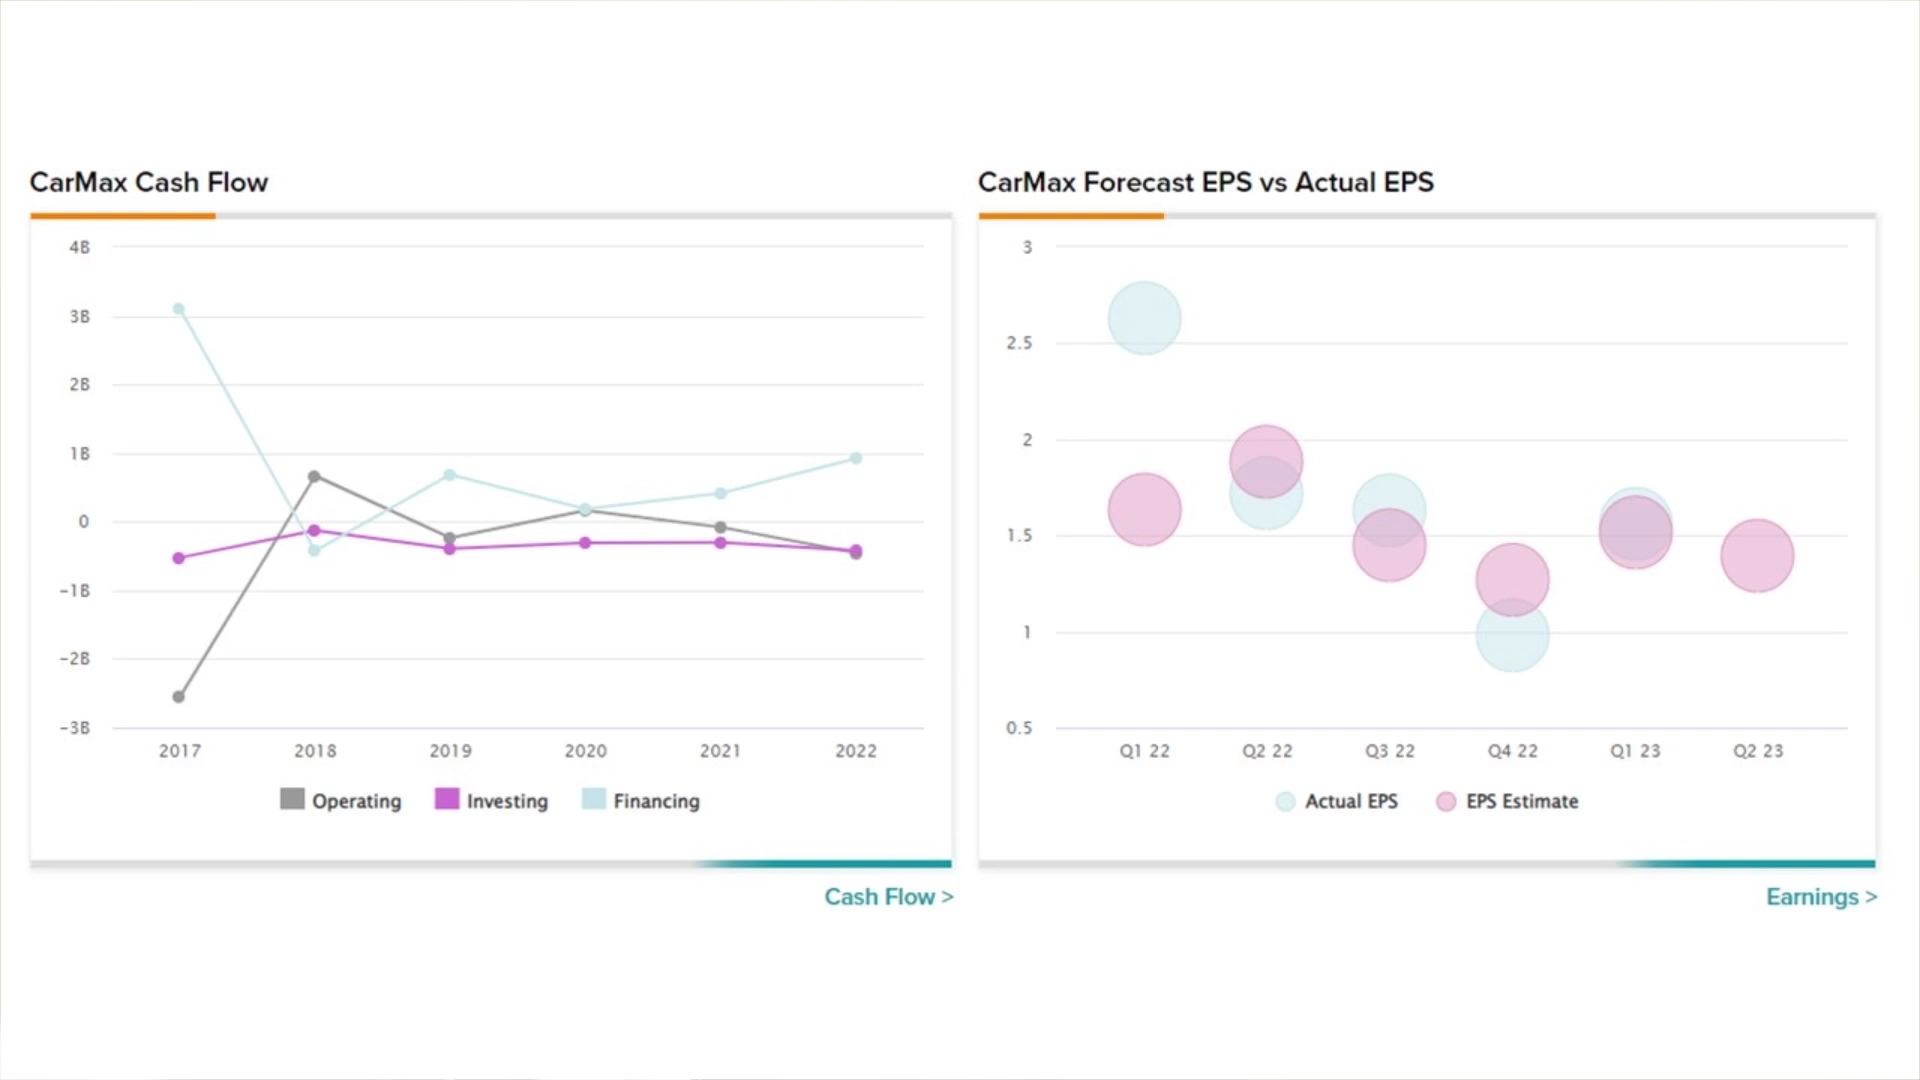 CarMax Cash Flow
4B
3B
2B
1B
0
-1B
-2B
-3B
2017 2018 2019 2020 2021 2022
Operating Investing Financing
Cash Flow >
CarMax Forecast EPS vs Actual EPS
3
2.5
2
1.5
1
0.5
Q1 22 Q2 22 Q3 22 Q4 22 Q1 23 Q2 23
Actual EPS EPS Estimate
Earnings >